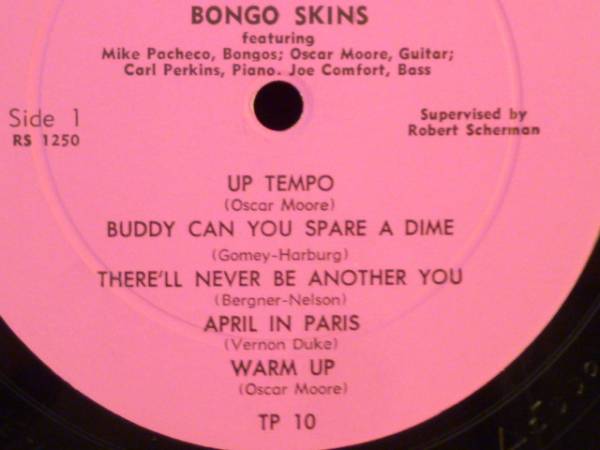 BONGO SKINS
featuring
Mike Pacheco, Bongos; Oscar Moore, Guitar;
Carl Perkins, Piano. Joe Comfort, Bass
Side 1
RS 1250
Supervised by
Robert Scherman
UP TEMPO
(Oscar Moore)
BUDDY CAN YOU SPARE A DIME
(Gomey-Harburg)
THERE'LL NEVER BE ANOTHER YOU
(Bergner-Nelson)
APRIL IN PARIS
(Vernon Duke)
WARM UP
(Oscar Moore)
TP 10